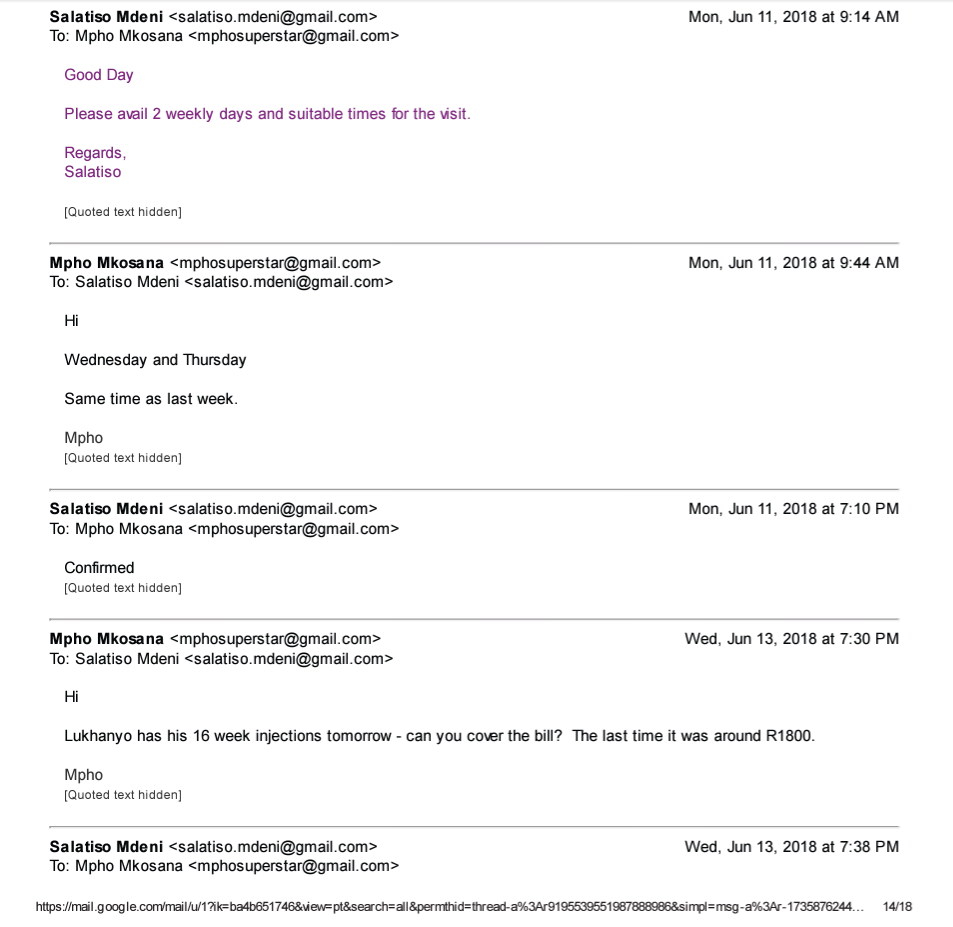 Salatiso Mdeni <salatiso.mdeni@gmail.com> Mon, Jun 11, 2018 at 9:14 AM
To: Mpho Mkosana <mphosuperstar@gmail.com>
Good Day
Please avail 2 weekly days and suitable times for the visit.
Regards,
Salatiso
[Quoted text hidden]
Mpho Mkosana <mphosuperstar@gmail.com> Mon, Jun 11, 2018 at 9:44 AM
To: Salatiso Mdeni <salatiso.mdeni@gmail.com>
Hi
Wednesday and Thursday
Same time as last week.
Mpho
[Quoted text hidden]
Salatiso Mdeni <salatiso.mdeni@gmail.com> Mon, Jun 11, 2018 at 7:10 PM
To: Mpho Mkosana <mphosuperstar@gmail.com>
Confirmed
[Quoted text hidden]
Mpho Mkosana <mphosuperstar@gmail.com> Wed, Jun 13, 2018 at 7:30 PM
To: Salatiso Mdeni <salatiso.mdeni@gmail.com>
Hi
Lukhanyo has his 16 week injections tomorrow - can you cover the bill? The last time it was around R1800.
Mpho
[Quoted text hidden]
Salatiso Mdeni <salatiso.mdeni@gmail.com> Wed, Jun 13, 2018 at 7:38 PM
To: Mpho Mkosana <mphosuperstar@gmail.com>
https://mail.google.com/mail/u/1?ik=ba4b651746&view=pt&search=all&permthid=thread-a%3Ar9195539551987888986&simpl=msg-a%3Ar-1735876244... 14/18